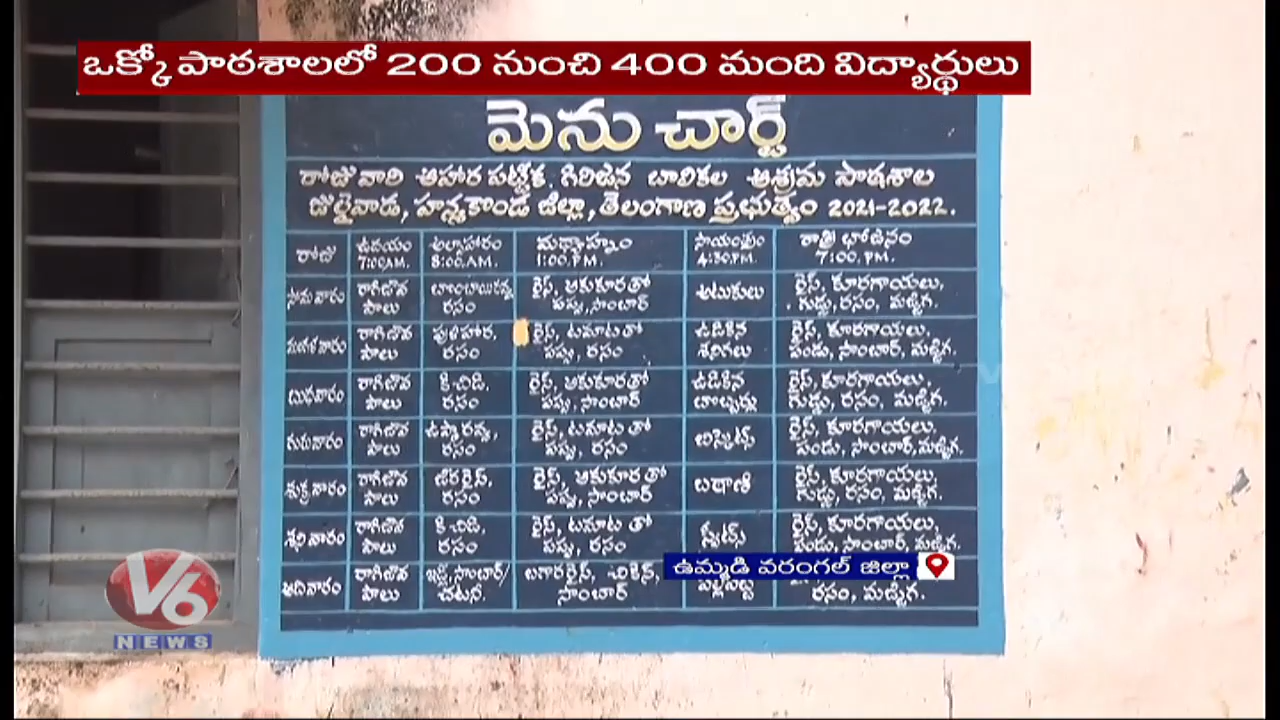 ఒక్కో పాఠశాలలో 200 నుంచి 400 మంది విద్యార్థులు
మెను చార్ట్
రోజు వారి ఆహార పట్టిక. గిరిజన బాలికల ఆశ్రమ పాఠశాల
జులైవాడ, హన్మకొండ జిల్లా, తెలంగాణ ప్రభుత్వం 2021-2022.
రోజు ఉదయం 7:00AM. అల్పాహారం 8:00.AM. మధ్యాహ్నం 1:00.PM. సాయంత్రం 4:30.PM. రాత్రి భోజనం 7:00.PM.
సోమవారం రాగిజావ పాలు రసం రైస్, ఆకుకూరతో పప్పు, సాంబార్ అటుకులు రైస్, కూరగాయలు, గుడ్డు, రసం, మజ్జిగ.
మంగళవారం రాగిజావ పాలు పులిహోర, రసం రైస్, టమాట తో పప్పు, రసం ఉడికిన శనిగలు రైస్, కూరగాయలు, పండు, సాంబార్, మజ్జిగ.
బుధవారం రాగిజావ పాలు కిచిడి, రసం రైస్, ఆకుకూరతో పప్పు, సాంబార్ ఉడికిన బొబ్బర్లు రైస్, కూరగాయలు, గుడ్డు, రసం, మజ్జిగ.
గురువారం రాగిజావ పాలు ఉప్మారవ్వ, రసం రైస్, టమాట తో పప్పు, రసం బిస్కెట్స్ రైస్, కూరగాయలు, పండు, సాంబార్, మజ్జిగ.
శుక్రవారం రాగిజావ పాలు జీరరైస్, రసం రైస్, ఆకుకూర తో పప్పు, సాంబార్ బఠాణి రైస్, కూరగాయలు, గుడ్డు, రసం, మజ్జిగ.
శనివారం రాగిజావ పాలు కిచిడి, రసం రైస్, టమాట తో పప్పు, రసం స్వీట్స్ రైస్, కూరగాయలు, పండు, సాంబార్, మజ్జిగ.
ఆదివారం రాగిజావ పాలు ఇడ్లి, సాంబార్/ చట్నీ. బగారరైస్, చికెన్, సాంబార్ పల్లిపట్టి రసం, మజ్జిగ.
ఉమ్మడి వరంగల్ జిల్లా
V6
NEWS